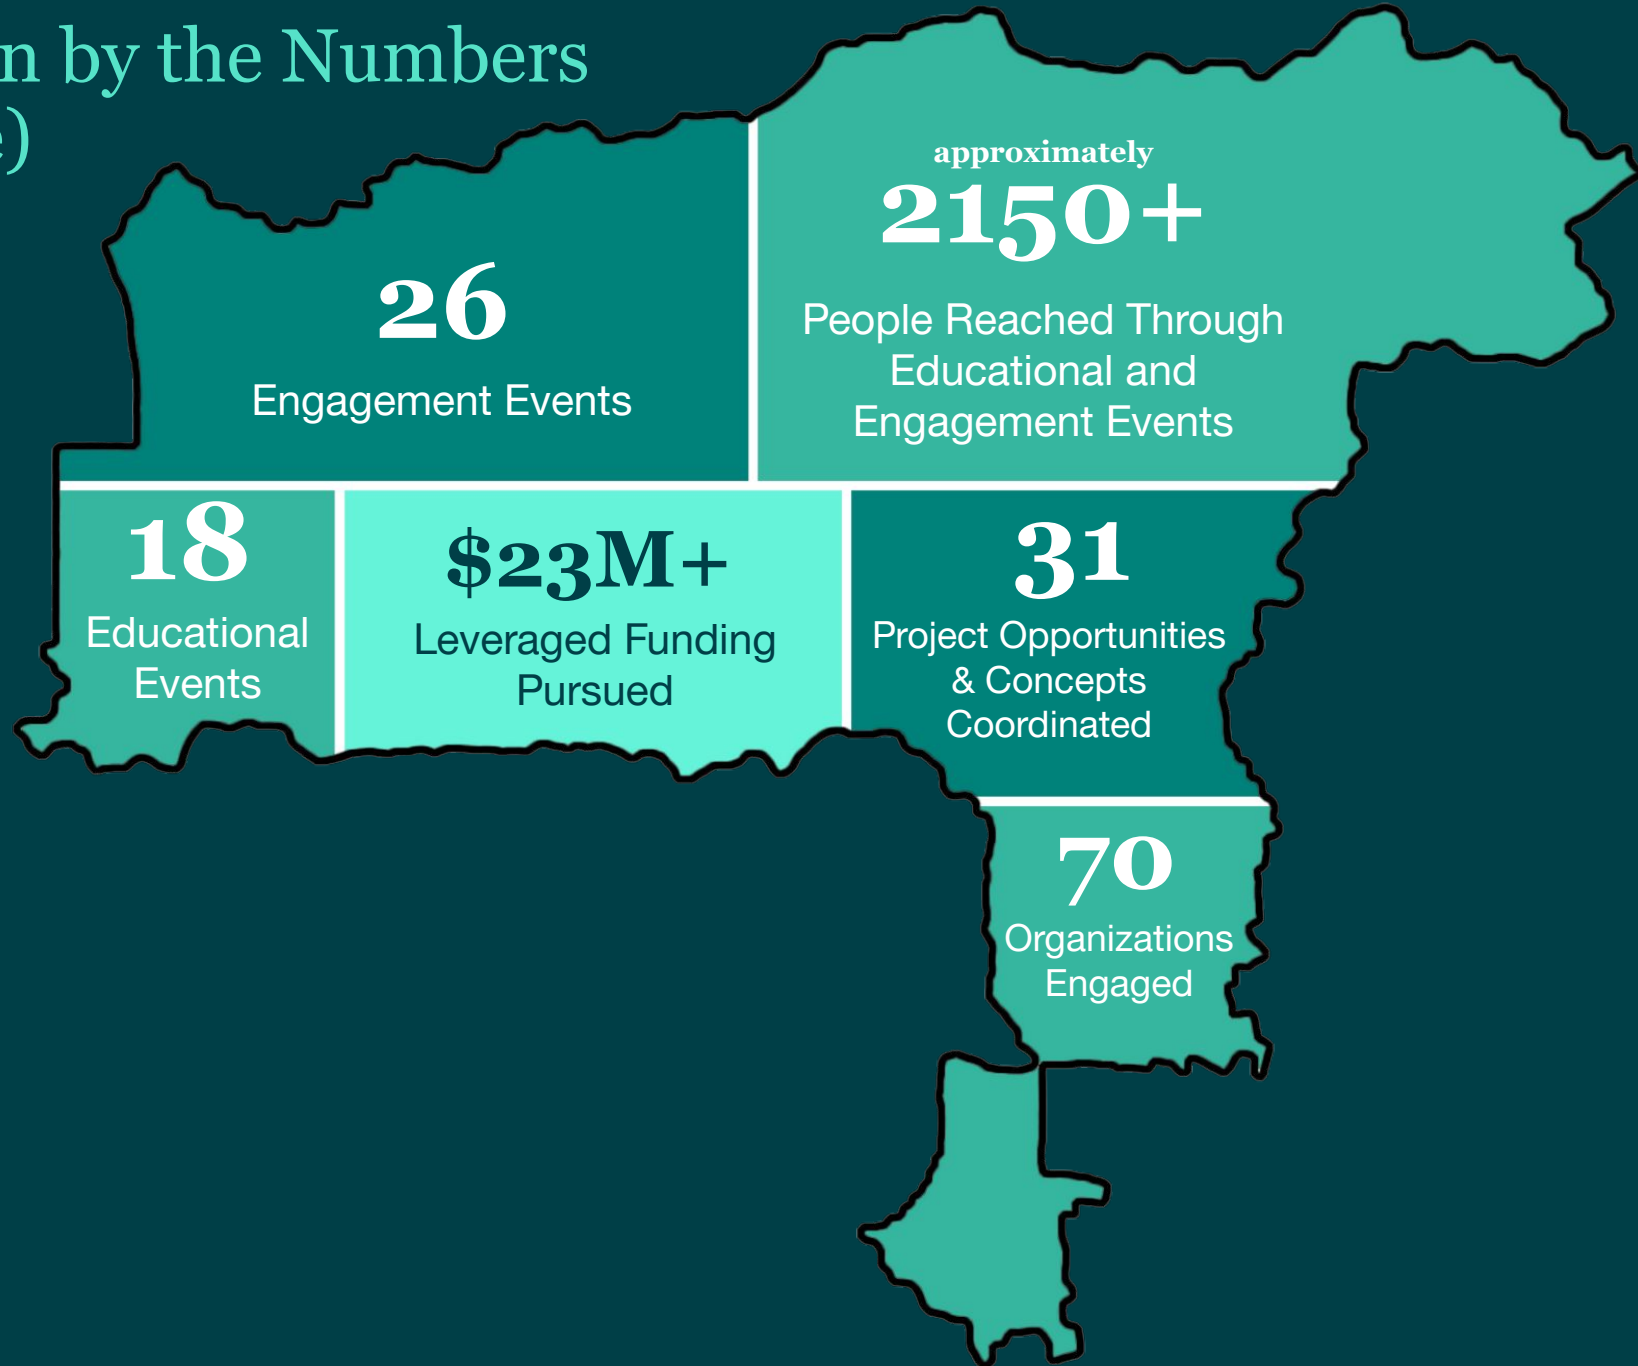 n by the Numbers
e)
26
Engagement Events
approximately
2150+
People Reached Through
Educational and
Engagement Events
18
Educational
Events
$23M+
Leveraged Funding
Pursued
31
Project Opportunities
& Concepts
Coordinated
70
Organizations
Engaged